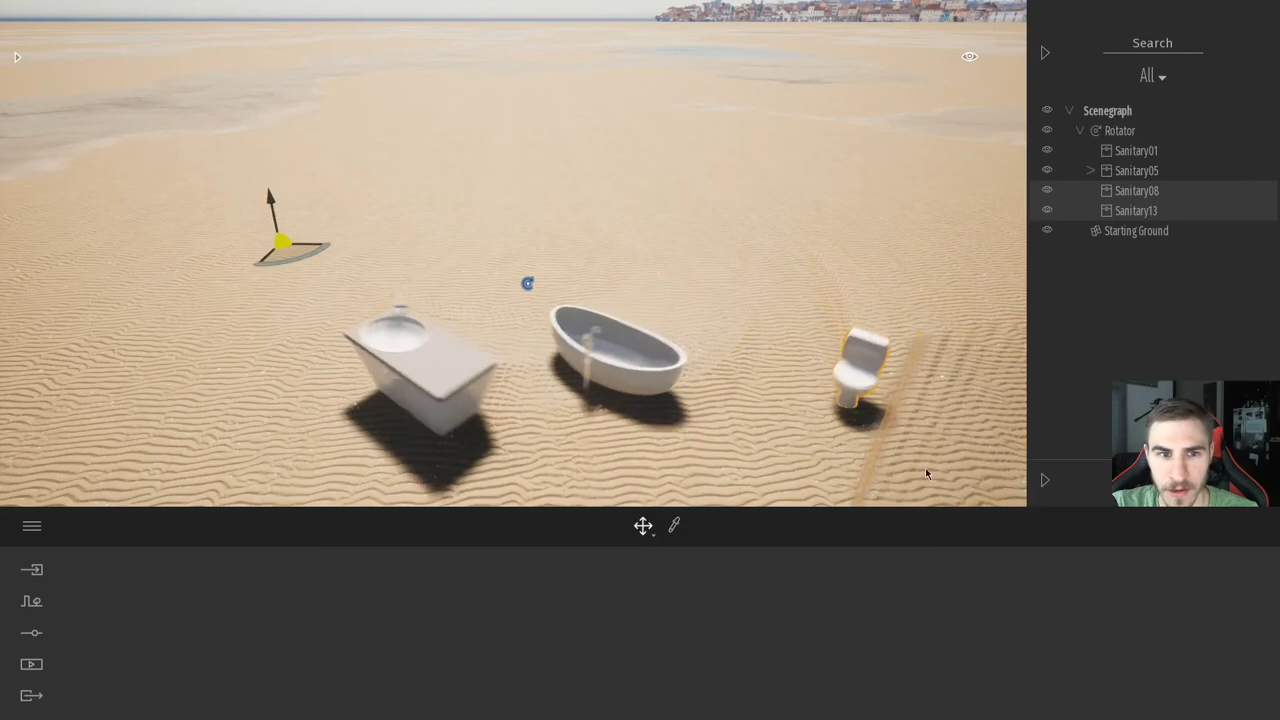 Search
All
Scenegraph
Rotator
Sanitary01
Sanitary05
Sanitary08
Sanitary13
Starting Ground